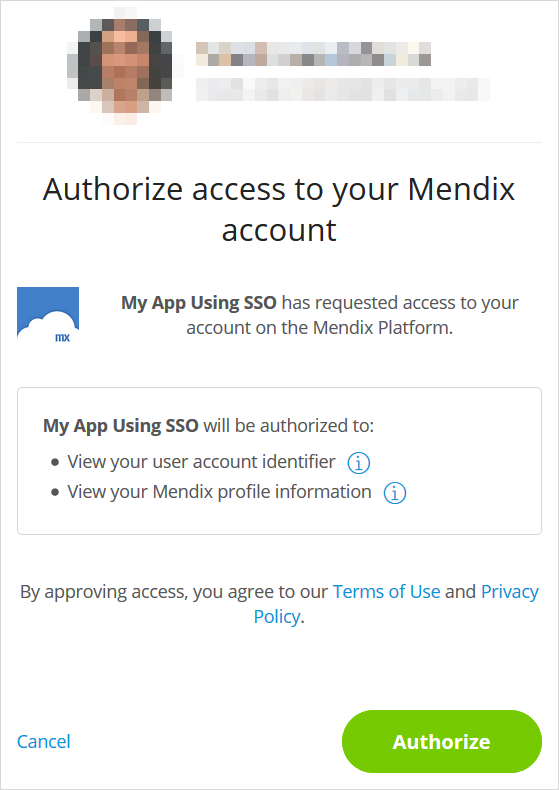 Authorize access to your Mendix
account
mx
My App Using SSO has requested access to your
account on the Mendix Platform.
My App Using SSO will be authorized to:
• View your user account identifier i
• View your Mendix profile information i
By approving access, you agree to our Terms of Use and Privacy
Policy.
Cancel
Authorize